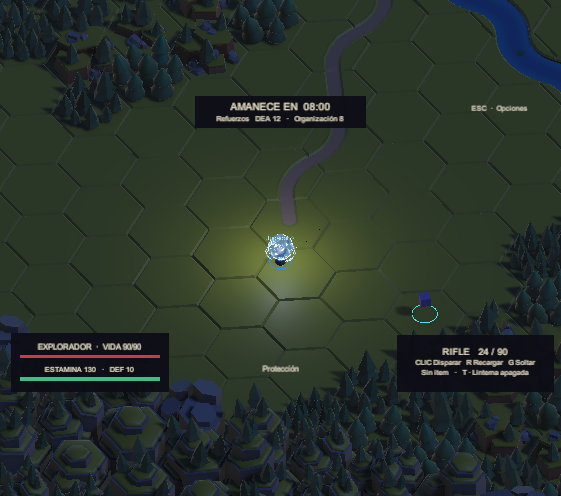 AMANECE EN 08:00
Refuerzos DEA 12 · Organización 8
ESC · Opciones
EXPLORADOR · VIDA 90/90
ESTAMINA 130 · DEF 10
Protección
RIFLE 24 / 90
CLIC Disparar R Recargar G Soltar
Sin item · T · Linterna apagada